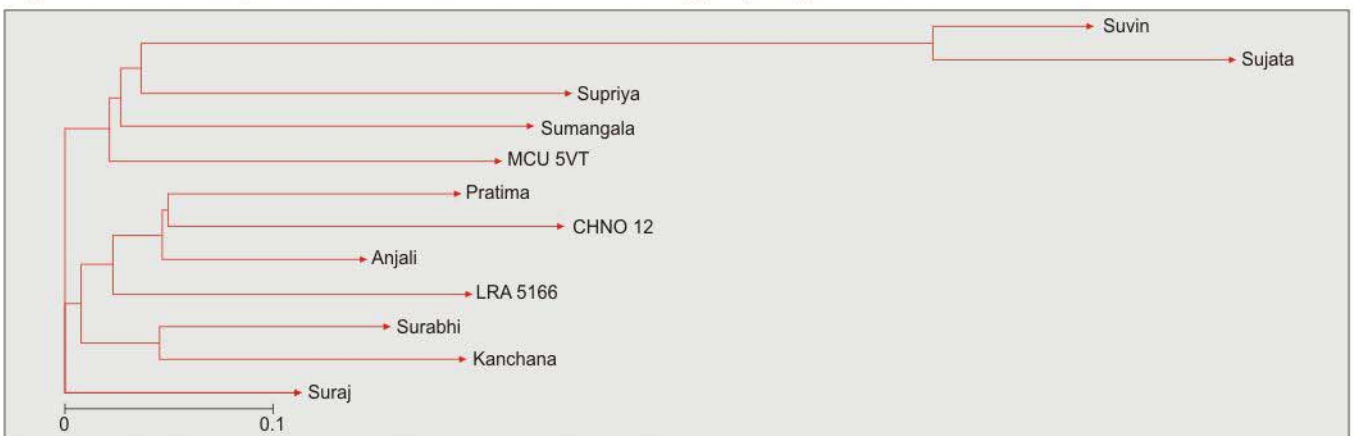 Suvin
Sujata
Supriya
Sumangala
MCU 5VT
Pratima
CHNO 12
Anjali
LRA 5166
Surabhi
Kanchana
Suraj
0 0.1